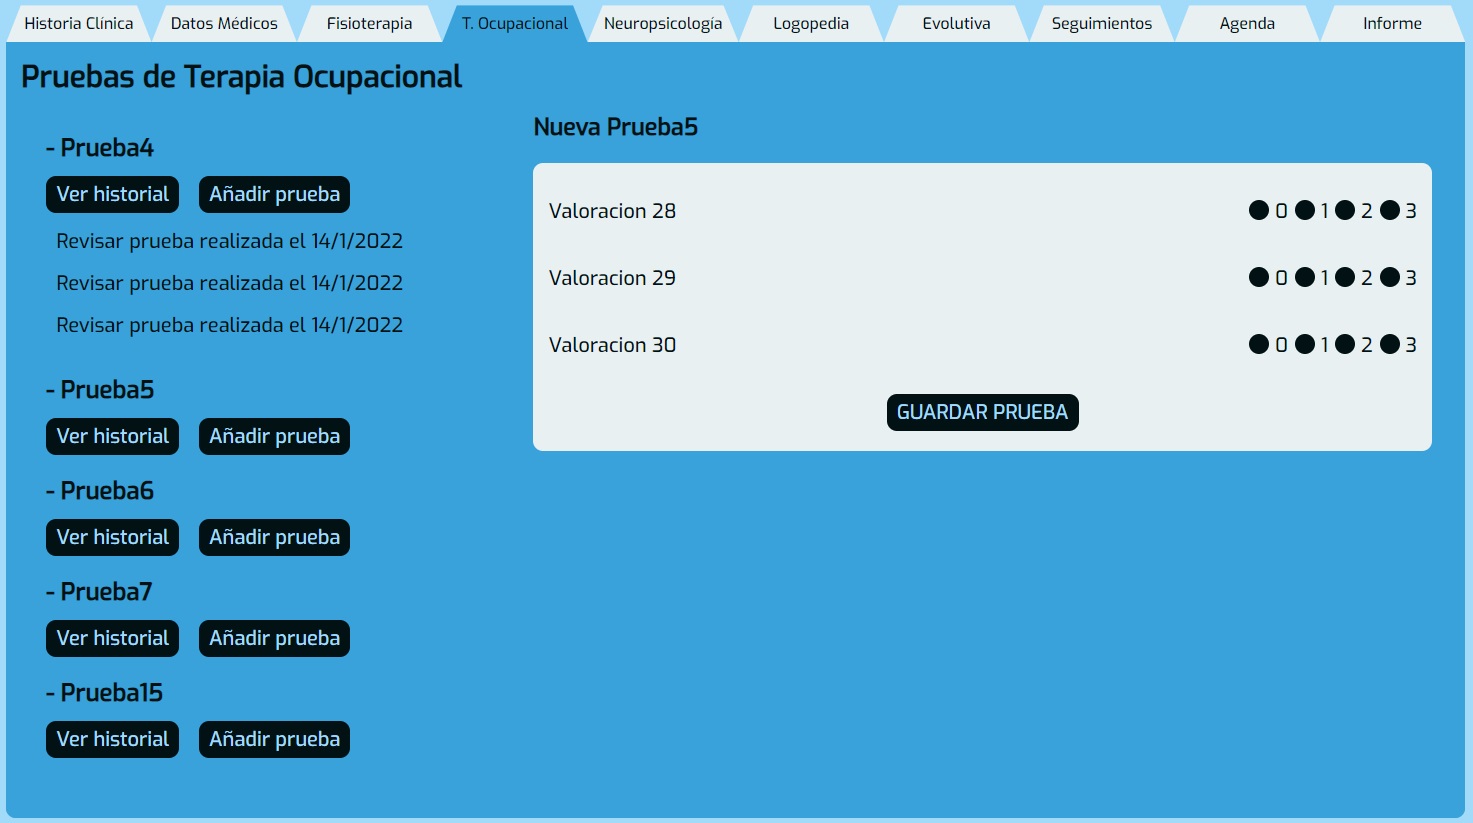 Historia Clínica Datos Médicos Fisioterapia T. Ocupacional Neuropsicología Logopedia Evolutiva Seguimientos Agenda Informe
Pruebas de Terapia Ocupacional
- Prueba4
Ver historial Añadir prueba
Revisar prueba realizada el 14/1/2022
Revisar prueba realizada el 14/1/2022
Revisar prueba realizada el 14/1/2022
- Prueba5
Ver historial Añadir prueba
- Prueba6
Ver historial Añadir prueba
- Prueba7
Ver historial Añadir prueba
- Prueba15
Ver historial Añadir prueba
Nueva Prueba5
Valoracion 28 0 1 2 3
Valoracion 29 0 1 2 3
Valoracion 30 0 1 2 3
GUARDAR PRUEBA